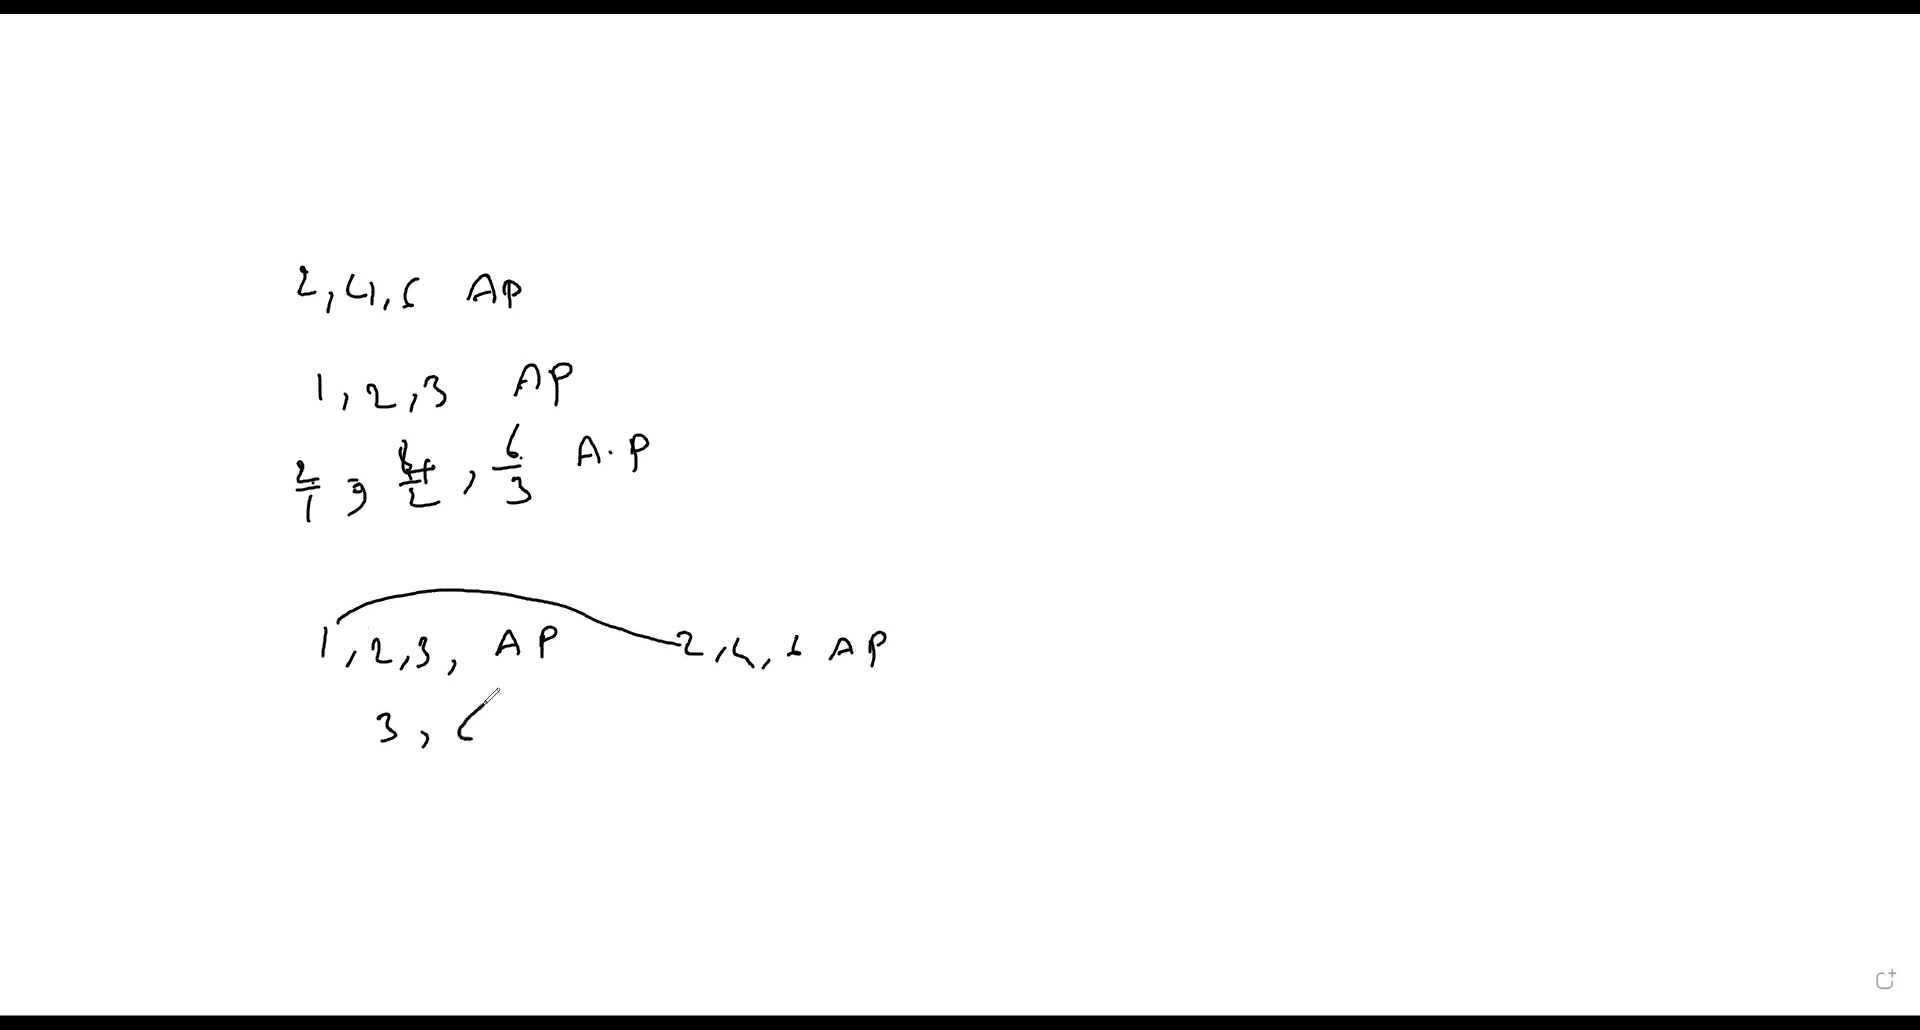 2, 4, 6 AP
1, 2, 3 AP
2/1, 4/2, 6/3 A.P
1, 2, 3, AP 2, 4, 6 AP
3, 6